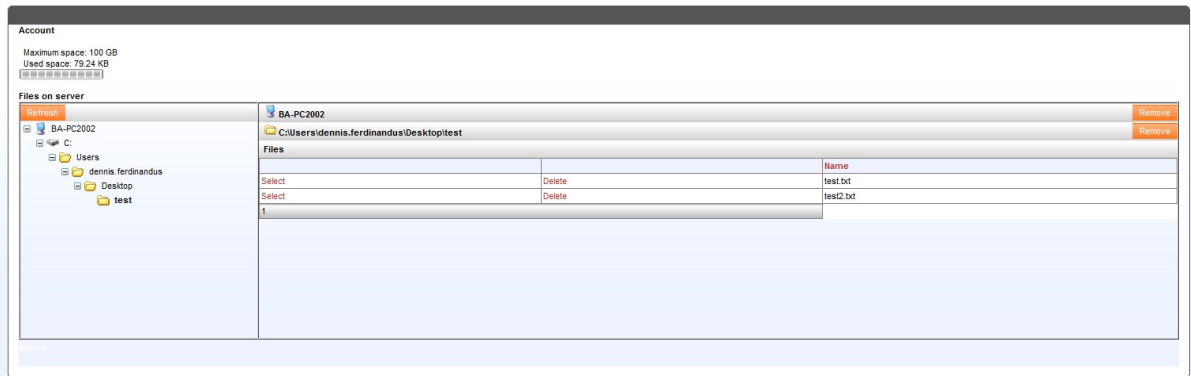 Account
Maximum space: 100 GB
Used space: 79.24 KB
Files on server
Refresh
BA-PC2002
C:
Users
dennis.ferdinandus
Desktop
test
BA-PC2002 Remove
C:\Users\dennis.ferdinandus\Desktop\test Remove
Files
Name
Select Delete test.txt
Select Delete test2.txt
1
Status